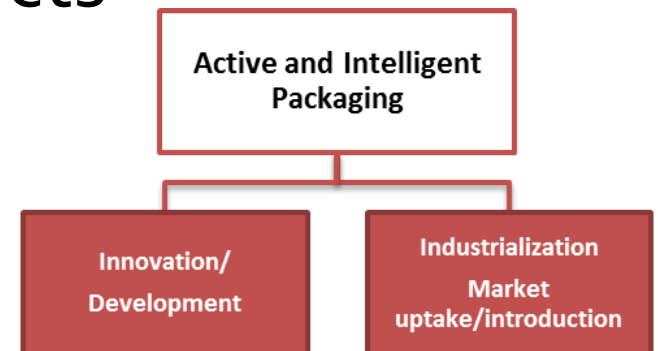 Active and Intelligent
Packaging
Innovation/
Development
Industrialization
Market
uptake/introduction